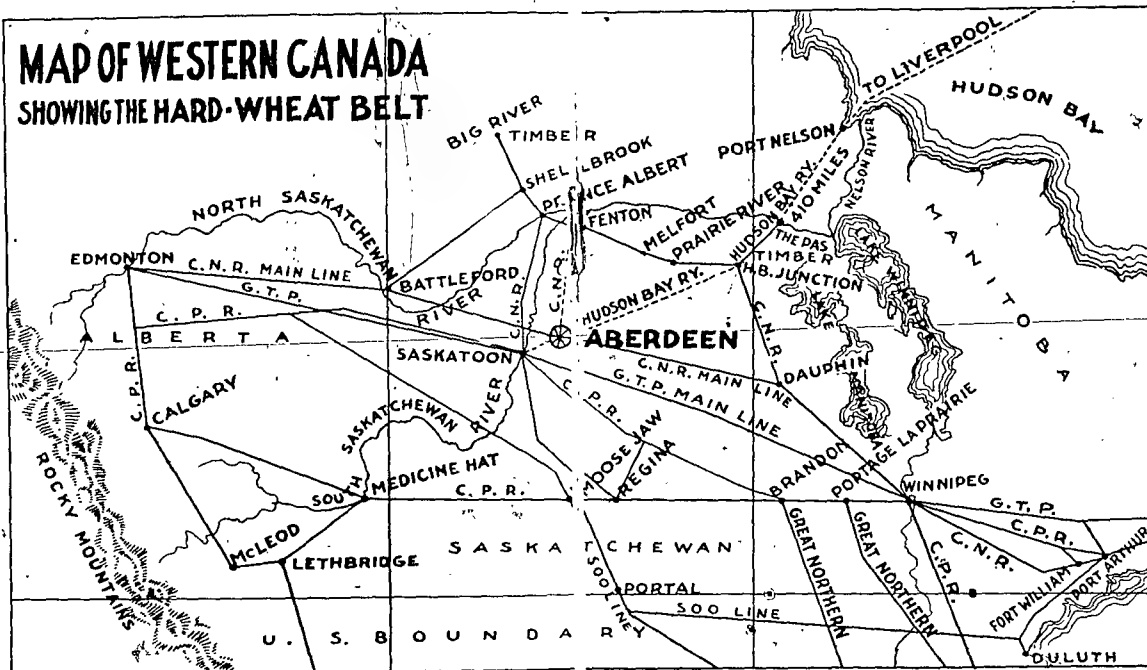 MAP OF WESTERN CANADA
SHOWING THE HARD-WHEAT BELT
TO LIVERPOOL
HUDSON BAY
BIG RIVER
TIMBER
SHELLBROOK
PORT NELSON
NELSON RIVER
HUDSON BAY RY.
410 MILES
NORTH SASKATCHEWAN
RIVER
FENTON
MELFORT
PRAIRIE RIVER
THE PAS
TIMBER
H.B. JUNCTION
MANITOBA
EDMONTON
C.N.R. MAIN LINE
G.T.P.
C.P.R.
BATTLEFORD
C.N.R.
C.N.R.
HUDSON BAY RY.
ALBERTA
ABERDEEN
SASKATOON
C.N.R. MAIN LINE
G.T.P. MAIN LINE
C.N.R.
DAUPHIN
C.P.R.
CALGARY
SASKATCHEWAN
RIVER
SOUTH
P.R.
MOOSE JAW
REGINA
BRANDON
PORTAGE LA PRAIRIE
WINNIPEG
MEDICINE HAT
C.P.R.
ROCKY MOUNTAINS
McLEOD
LETHBRIDGE
SASKATCHEWAN
GREAT NORTHERN
GREAT NORTHERN
C.P.R.
G.T.P.
C.P.R.
C.N.R.
FORT WILLIAM
PORT ARTHUR
PORTAL
SOO LINE
SOO LINE
U.S. BOUNDARY
DULUTH